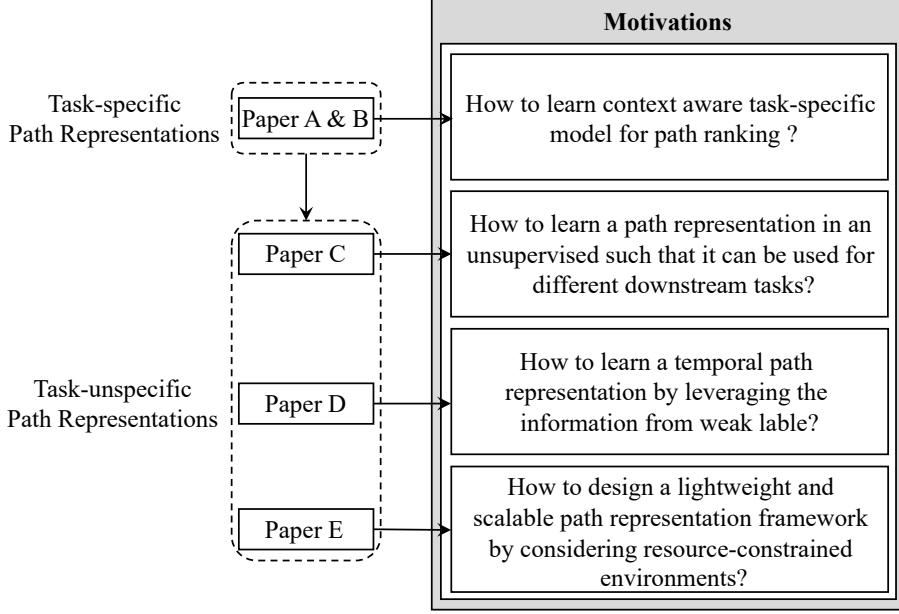 Motivations
Task-specific
Path Representations
Paper A & B
How to learn context aware task-specific
model for path ranking ?
Paper C
How to learn a path representation in an
unsupervised such that it can be used for
different downstream tasks?
Task-unspecific
Path Representations
Paper D
How to learn a temporal path
representation by leveraging the
information from weak lable?
Paper E
How to design a lightweight and
scalable path representation framework
by considering resource-constrained
environments?